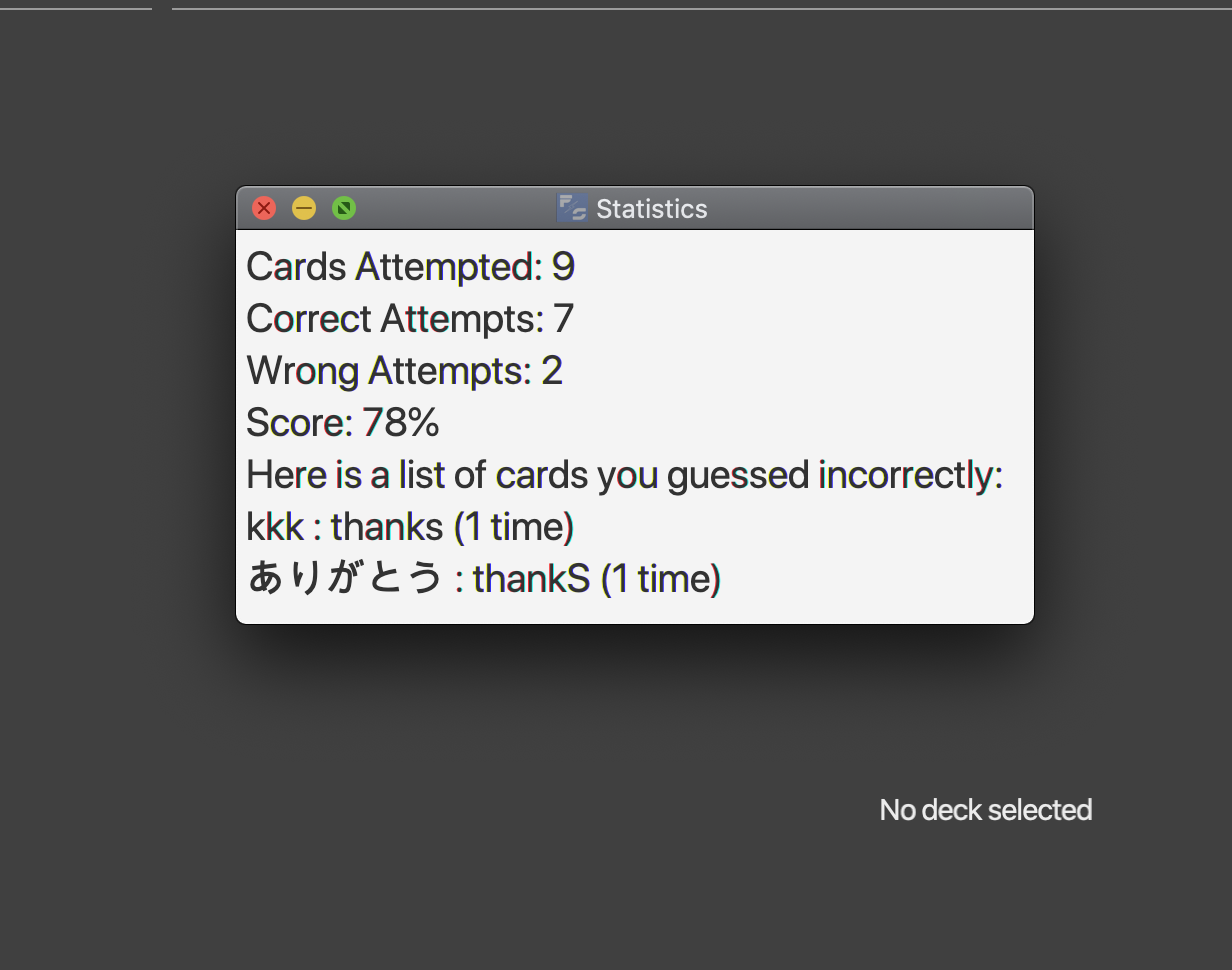 Statistics
Cards Attempted: 9
Correct Attempts: 7
Wrong Attempts: 2
Score: 78%
Here is a list of cards you guessed incorrectly:
kkk : thanks (1 time)
ありがとう : thankS (1 time)
No deck selected